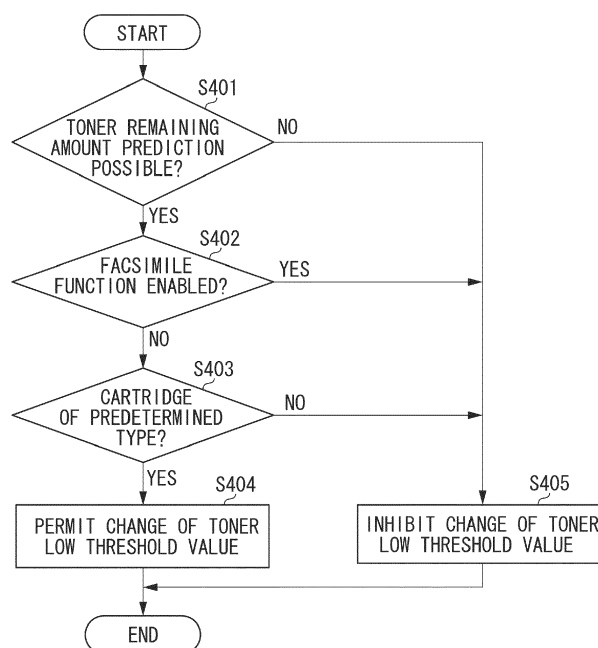 START
S401
TONER REMAINING
AMOUNT PREDICTION
POSSIBLE?
NO
YES
S402
FACSIMILE
FUNCTION ENABLED?
YES
NO
S403
CARTRIDGE
OF PREDETERMINED
TYPE?
NO
YES
S404
PERMIT CHANGE OF TONER
LOW THRESHOLD VALUE
S405
INHIBIT CHANGE OF TONER
LOW THRESHOLD VALUE
END